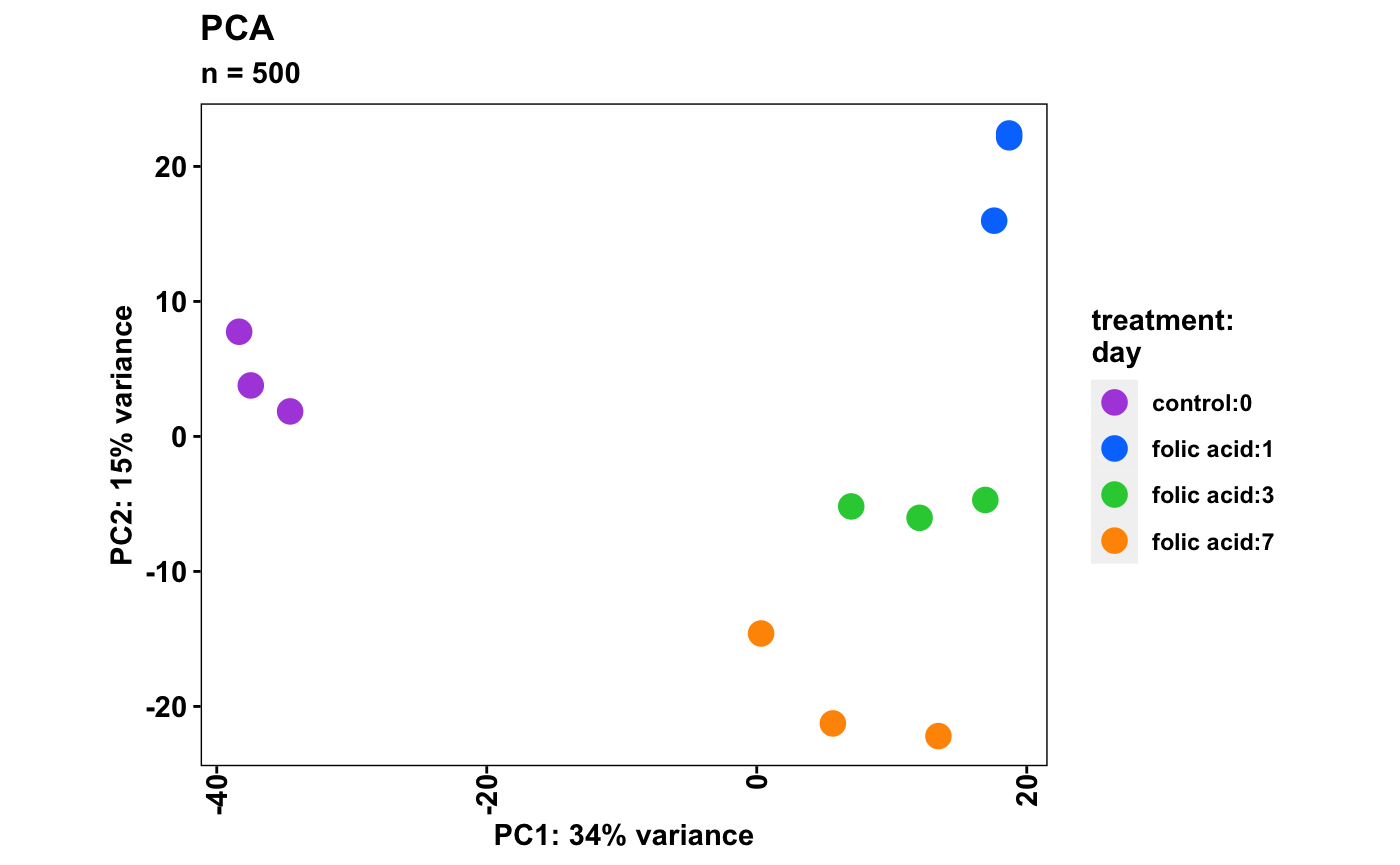 PCA
n = 500
20
10
0
-10
-20
PC2: 15% variance
-40
-20
0
20
PC1: 34% variance
treatment:
day
control:0
folic acid:1
folic acid:3
folic acid:7